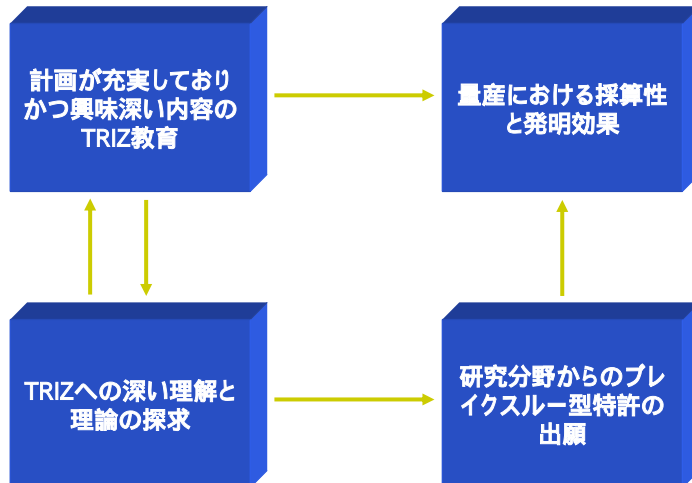 計画が充実しており
かつ興味深い内容の
TRIZ教育
量産における採算性
と発明効果
TRIZへの深い理解と
理論の探求
研究分野からのブレ
イクスルー型特許の
出願